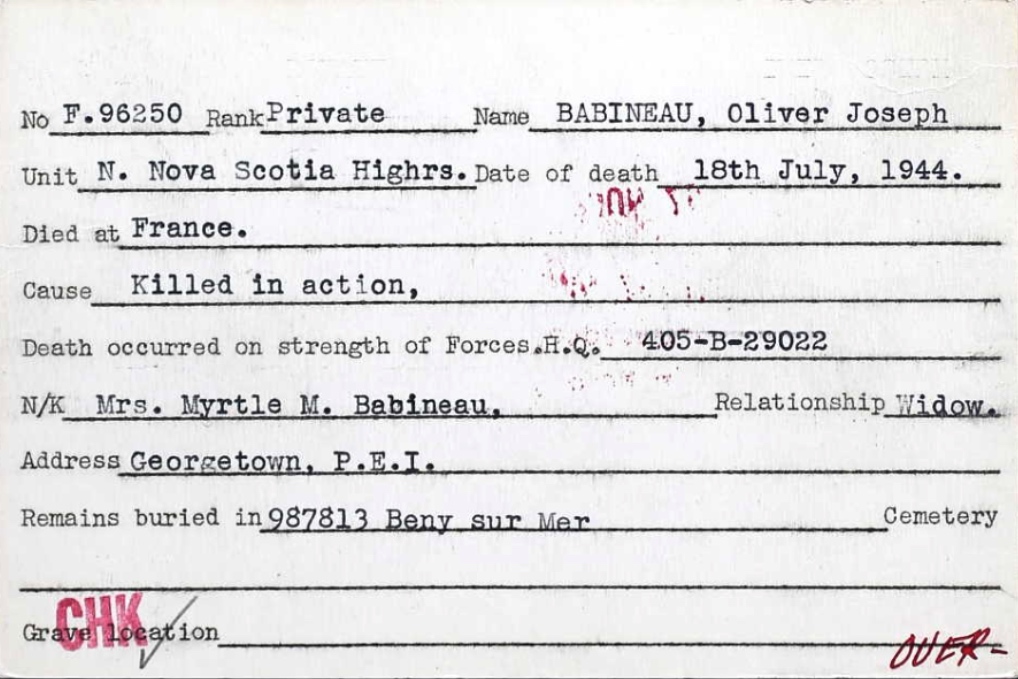 No F.96250 Rank Private Name BABINEAU, Oliver Joseph
Unit N. Nova Scotia Highrs. Date of death 18th July, 1944.
Died at France.
Cause Killed in action,
Death occurred on strength of Forces.H.Q. 405-B-29022
N/K Mrs. Myrtle M. Babineau, Relationship Widow.
Address Georgetown, P.E.I.
Remains buried in 987813 Beny sur Mer Cemetery
CHK
Grave location
OVER-